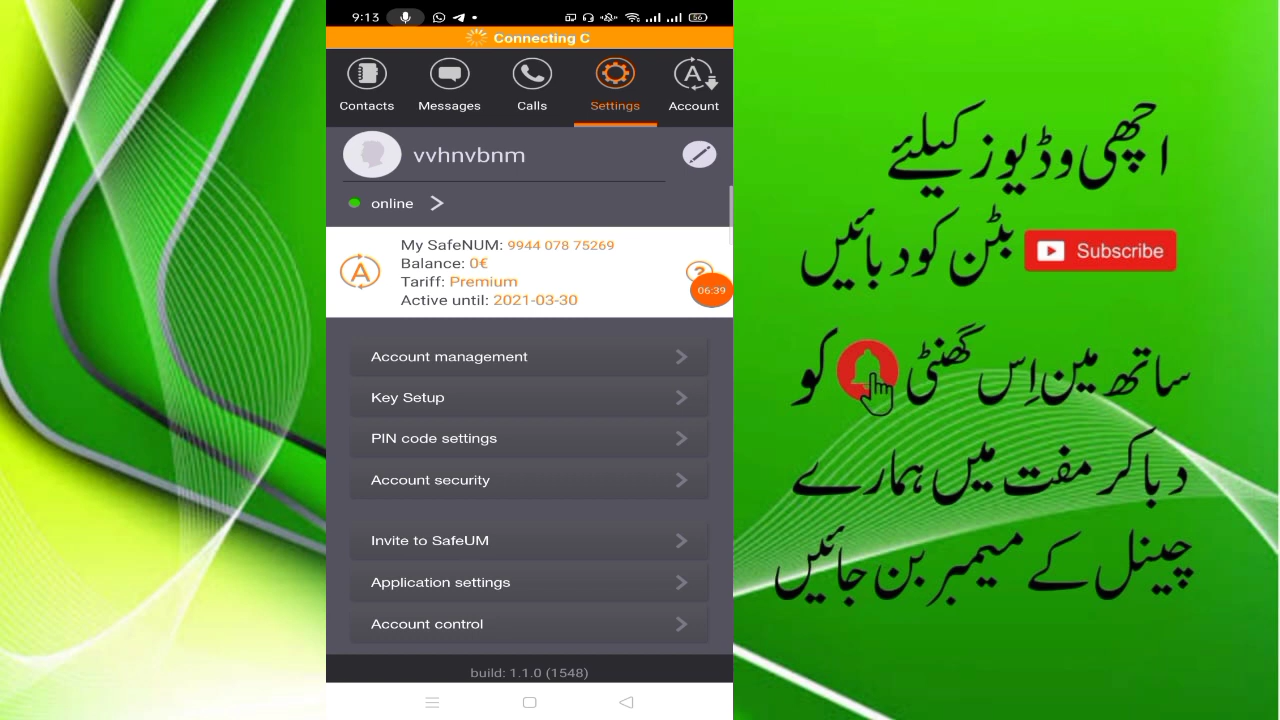 9:13
56
Connecting C
Contacts Messages Calls Settings Account
vvhnvbnm
online
My SafeNUM: 9944 078 75269
Balance: 0€
Tariff: Premium
Active until: 2021-03-30
?
06:39
Account management
Key Setup
PIN code settings
Account security
Invite to SafeUM
Application settings
Account control
build: 1.1.0 (1548)
اچھی وڈیوز کیلئے
Subscribe بٹن کو دبائیں
ساتھ مین اِس گھنٹی کو
دبا کر مفت میں ہمارے
چینل کے میمبر بن جائیں